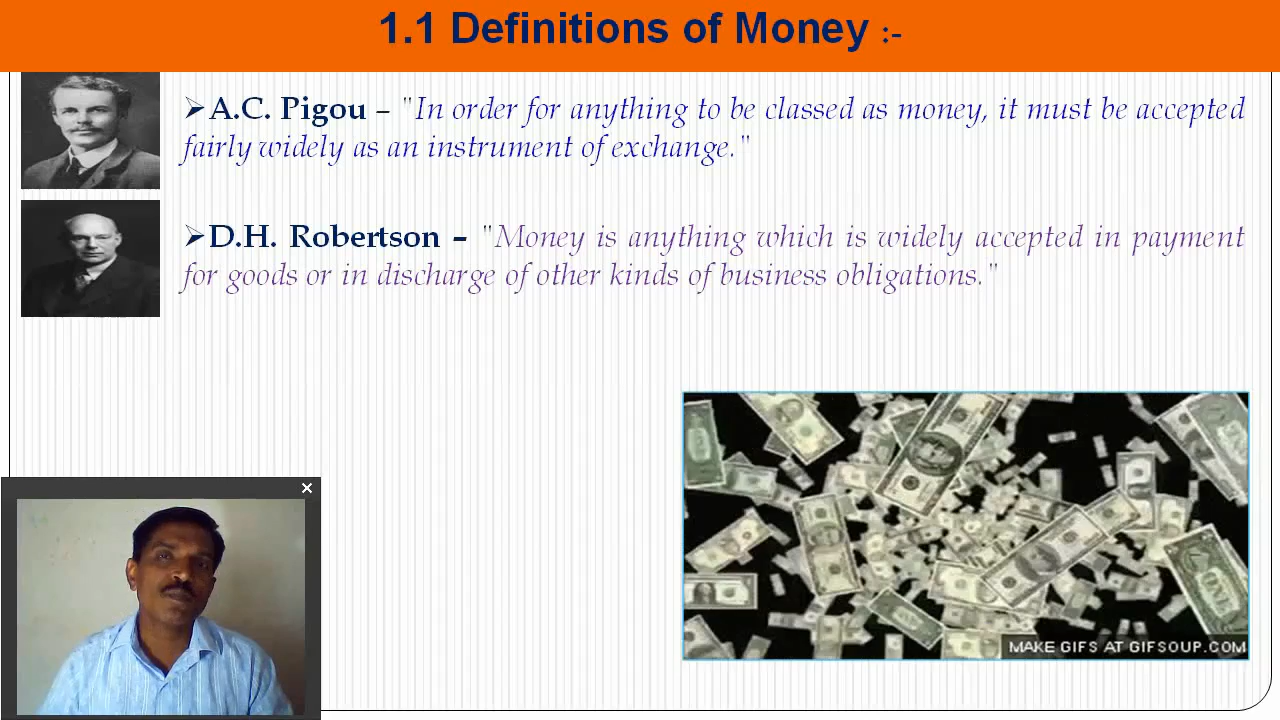 1.1 Definitions of Money :-
➢A.C. Pigou – "In order for anything to be classed as money, it must be accepted
fairly widely as an instrument of exchange."
➢D.H. Robertson – "Money is anything which is widely accepted in payment
for goods or in discharge of other kinds of business obligations."
MAKE GIFS AT GIFSOUP.COM